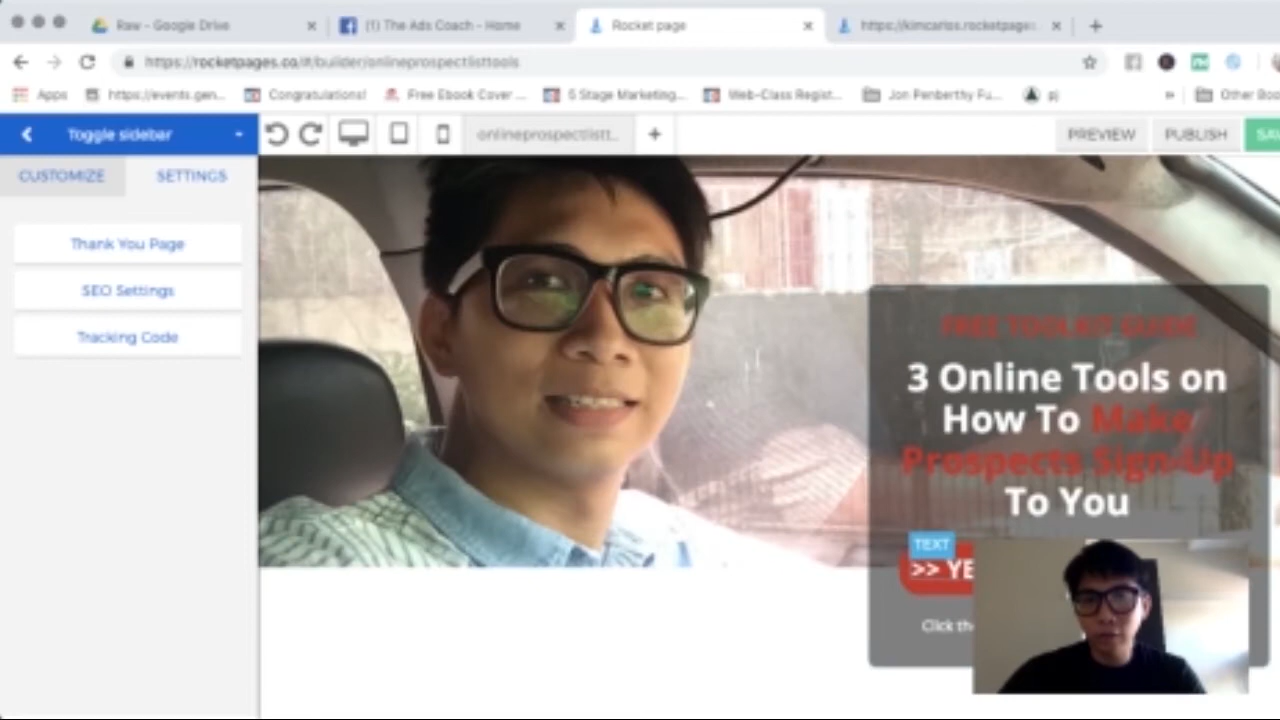 Raw - Google Drive
(1) The Ads Coach - Home
Rocket page
https://kimcarlos.rocketpages.
https://rocketpages.co/#/builder/onlineprospectlisttools
Apps
https://events.gen...
Congratulations!
Free Ebook Cover ...
5 Stage Marketing...
Web-Class Regist...
Jon Penberthy Fu...
»
Other Boo
Toggle sidebar
onlineprospectlistt..
+
PREVIEW
PUBLISH
SAV
CUSTOMIZE
SETTINGS
Thank You Page
SEO Settings
Tracking Code
FREE TOOLKIT GUIDE
3 Online Tools on
How To Make
Prospects Sign-Up
To You
TEXT
>> YE
Click the